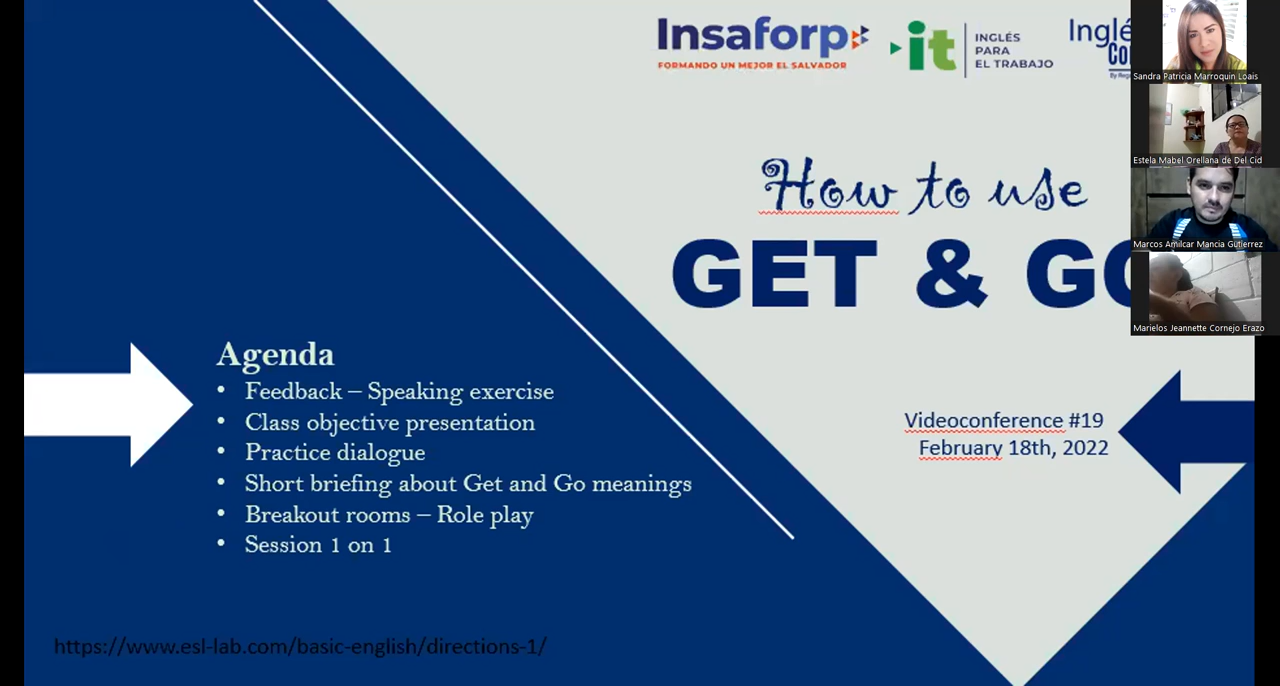 Insaforp
FORMANDO UN MEJOR EL SALVADOR
it
INGLÉS
PARA
EL TRABAJO
How to use
GET & GO
Agenda
• Feedback – Speaking exercise
• Class objective presentation
• Practice dialogue
• Short briefing about Get and Go meanings
• Breakout rooms – Role play
• Session 1 on 1
Videoconference #19
February 18th, 2022
https://www.esl-lab.com/basic-english/directions-1/
Sandra Patricia Marroquin Loais
Estela Mabel Orellana de Del Cid
Marcos Amilcar Mancia Gutierrez
Marielos Jeannette Cornejo Erazo